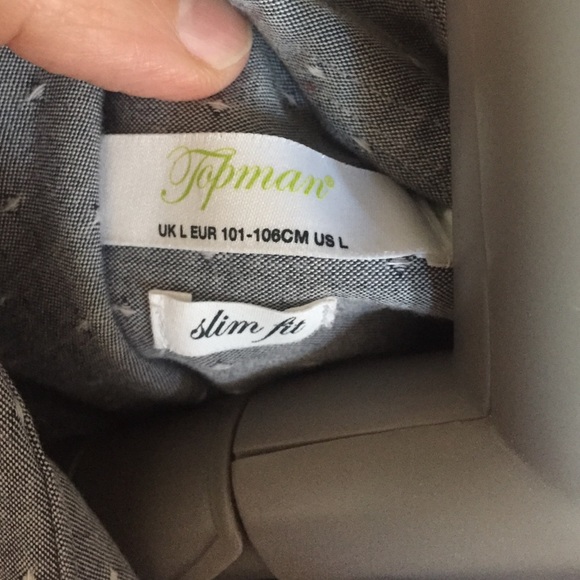 Topman®
UK L EUR 101-106CM US L
slim fit